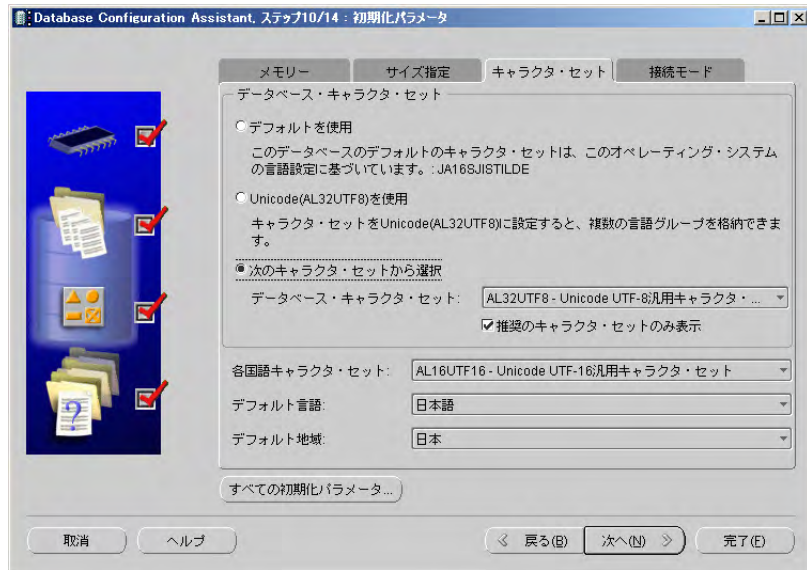 Database Configuration Assistant, ステップ10/14 : 初期化パラメータ
メモリー
サイズ指定
キャラクタ・セット
接続モード
データベース・キャラクタ・セット
デフォルトを使用
このデータベースのデフォルトのキャラクタ・セットは、このオペレーティング・システム
の言語設定に基づいています。: JA16SJISTILDE
Unicode(AL32UTF8)を使用
キャラクタ・セットをUnicode(AL32UTF8)に設定すると、複数の言語グループを格納できま
す。
次のキャラクタ・セットから選択
データベース・キャラクタ・セット: AL32UTF8 - Unicode UTF-8汎用キャラクタ・...
推奨のキャラクタ・セットのみ表示
各国語キャラクタ・セット: AL16UTF16 - Unicode UTF-16汎用キャラクタ・セット
デフォルト言語: 日本語
デフォルト地域: 日本
すべての初期化パラメータ...
取消
ヘルプ
戻る(B)
次へ(N)
完了(F)
?